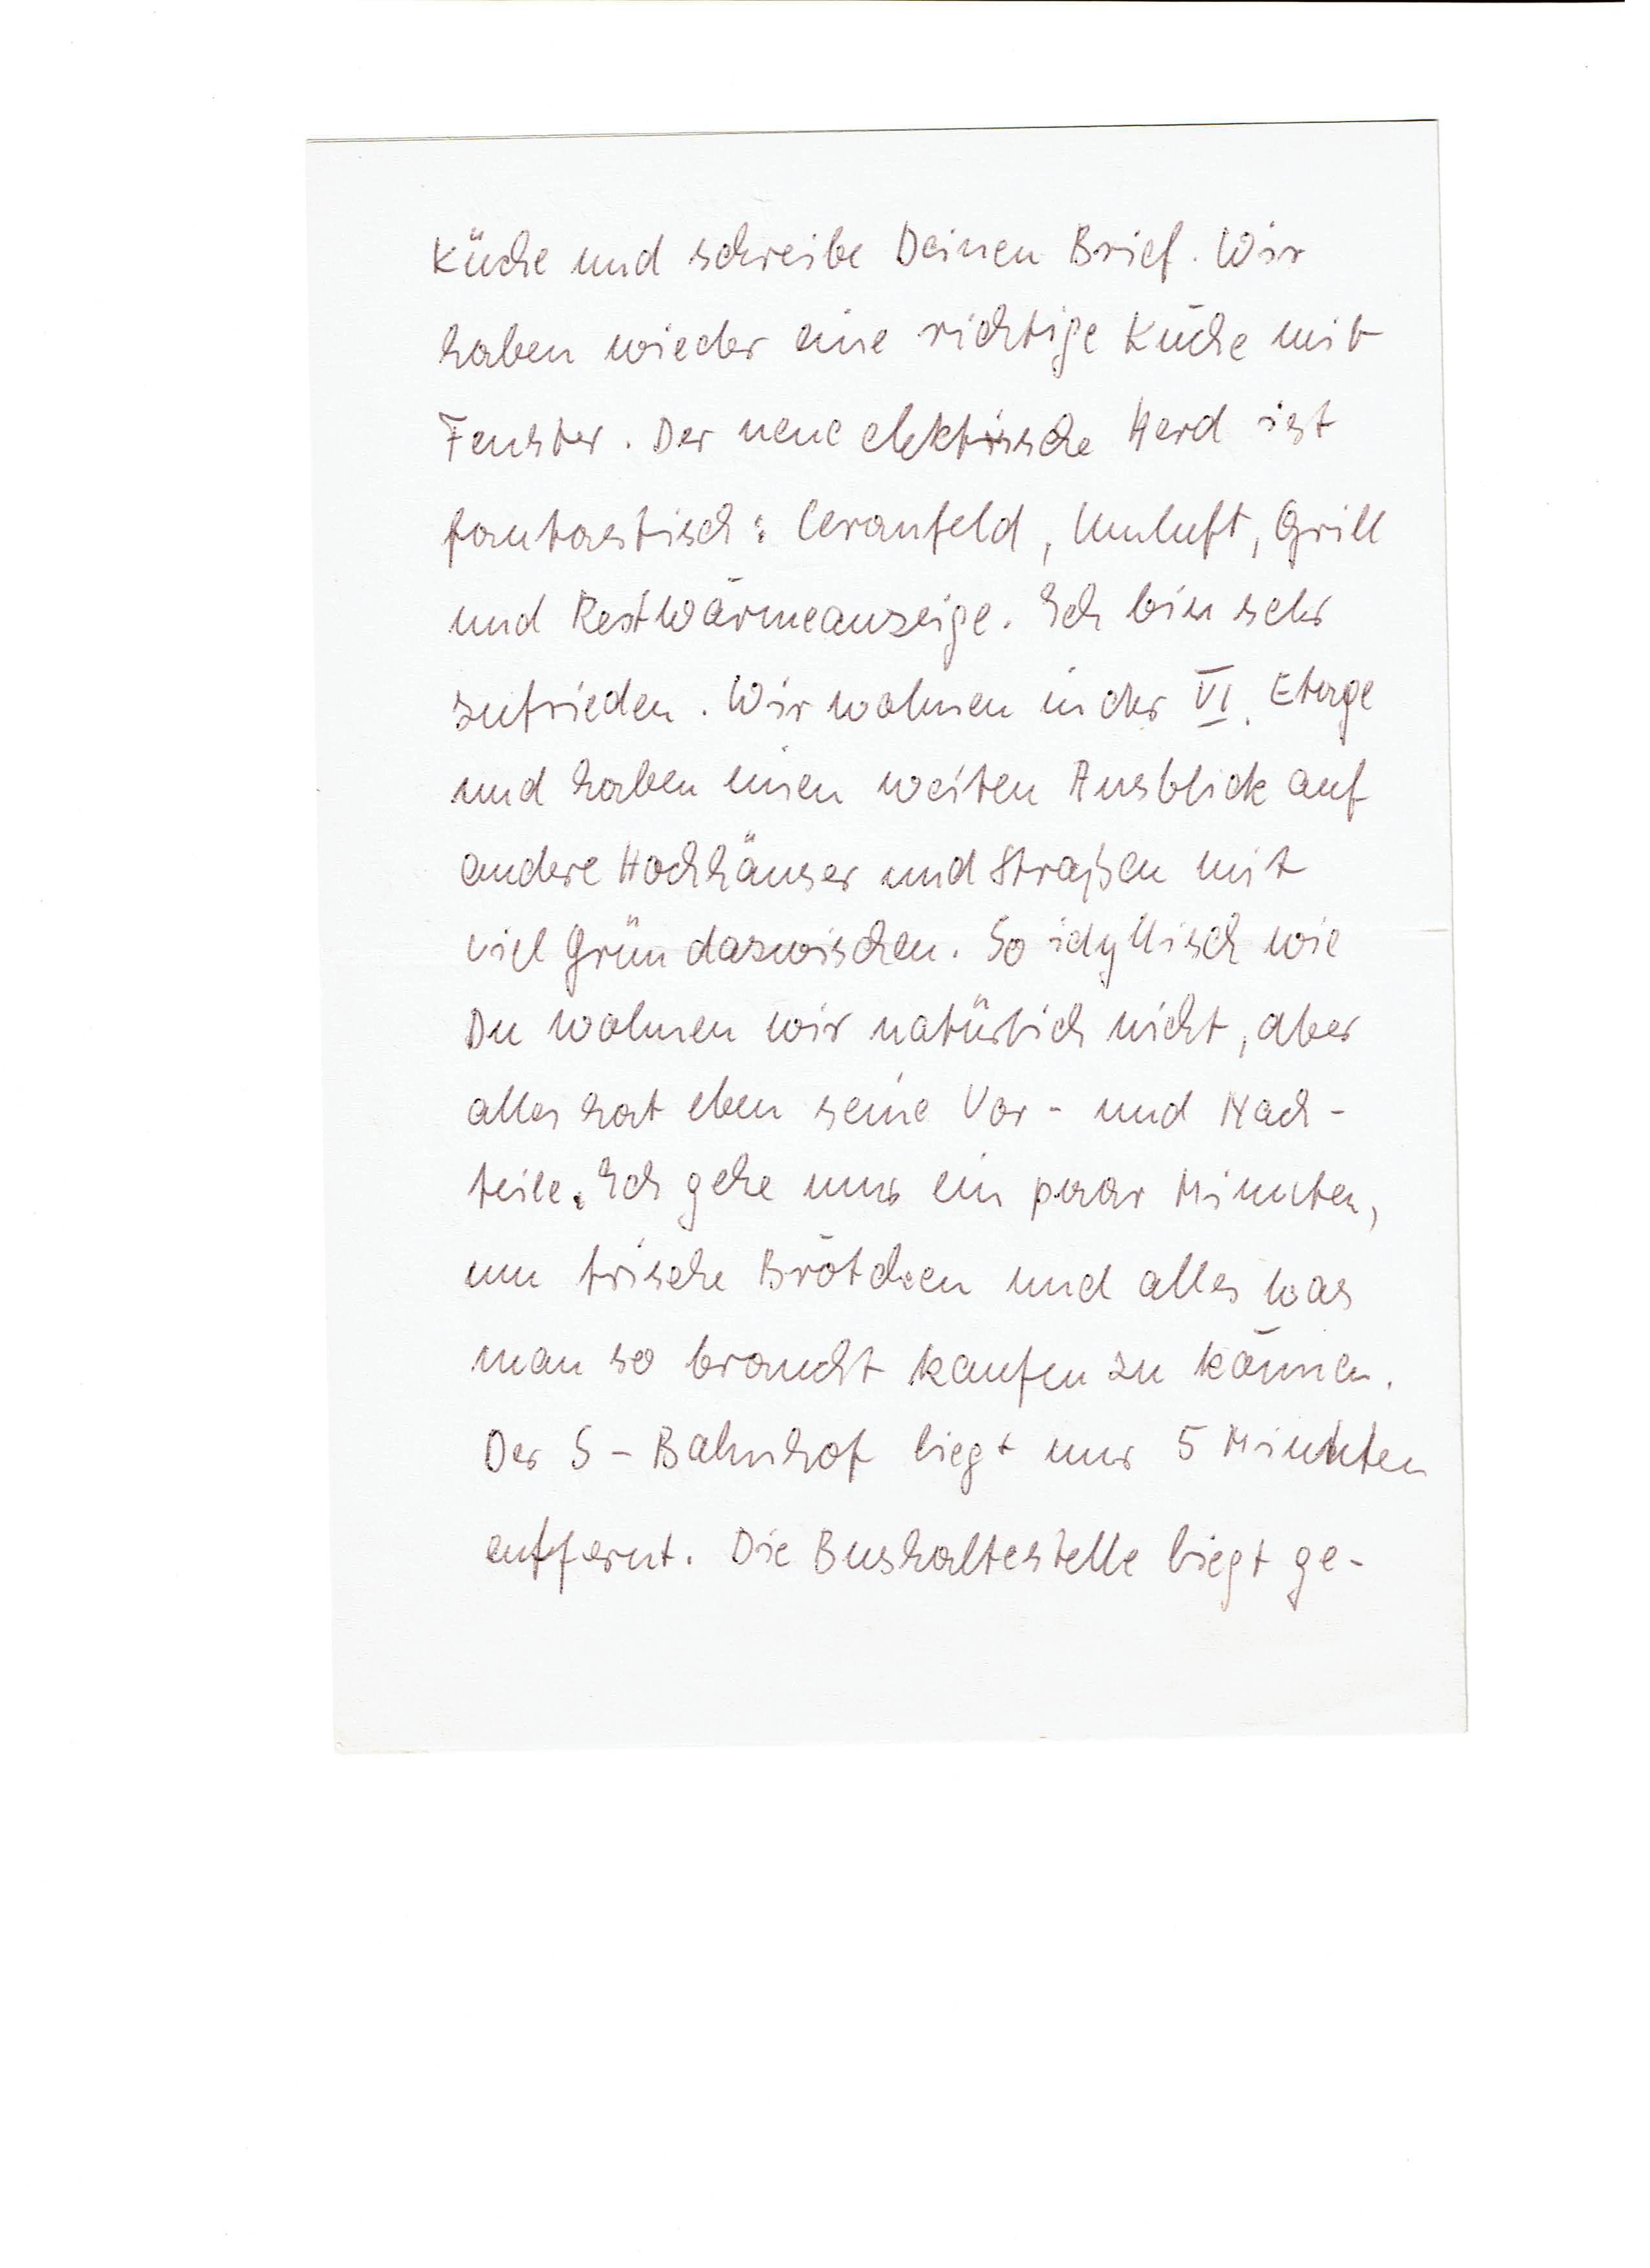 Küche und schreibe Deinen Brief. Wir
haben wieder eine richtige Küche mit
Fenster. Der neue elektrische Herd ist
fantastisch: Ceranfeld, Umluft, Grill
und Restwärmeanzeige. Ich bin sehr
zufrieden. Wir wohnen in der VI. Etage
und haben einen weiten Ausblick auf
andere Hochhäuser und Straßen mit
viel Grün dazwischen. So idyllisch wie
Du wohnen wir natürlich nicht, aber
alles hat eben seine Vor- und Nach-
teile. Ich gehe nur ein paar Minuten,
um frische Brötchen und alles was
man so braucht kaufen zu können.
Der S-Bahnhof liegt nur 5 Minuten
entfernt. Die Bushaltestelle liegt ge-